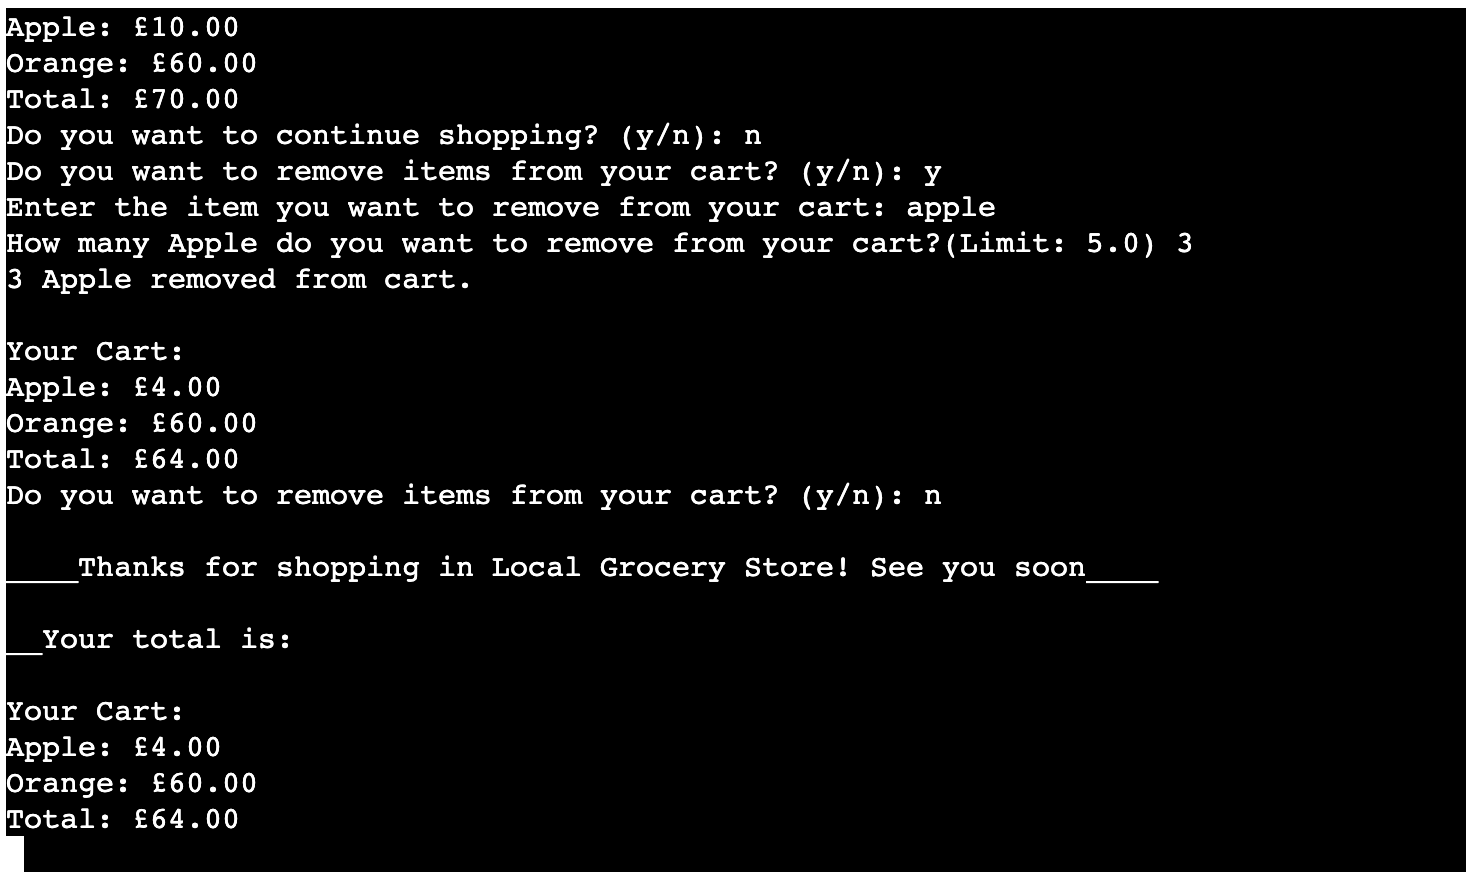 Apple: £10.00
Orange: £60.00
Total: £70.00
Do you want to continue shopping? (y/n): n
Do you want to remove items from your cart? (y/n): y
Enter the item you want to remove from your cart: apple
How many Apple do you want to remove from your cart?(Limit: 5.0) 3
3 Apple removed from cart.
Your Cart:
Apple: £4.00
Orange: £60.00
Total: £64.00
Do you want to remove items from your cart? (y/n): n
____Thanks for shopping in Local Grocery Store! See you soon____
__Your total is:
Your Cart:
Apple: £4.00
Orange: £60.00
Total: £64.00